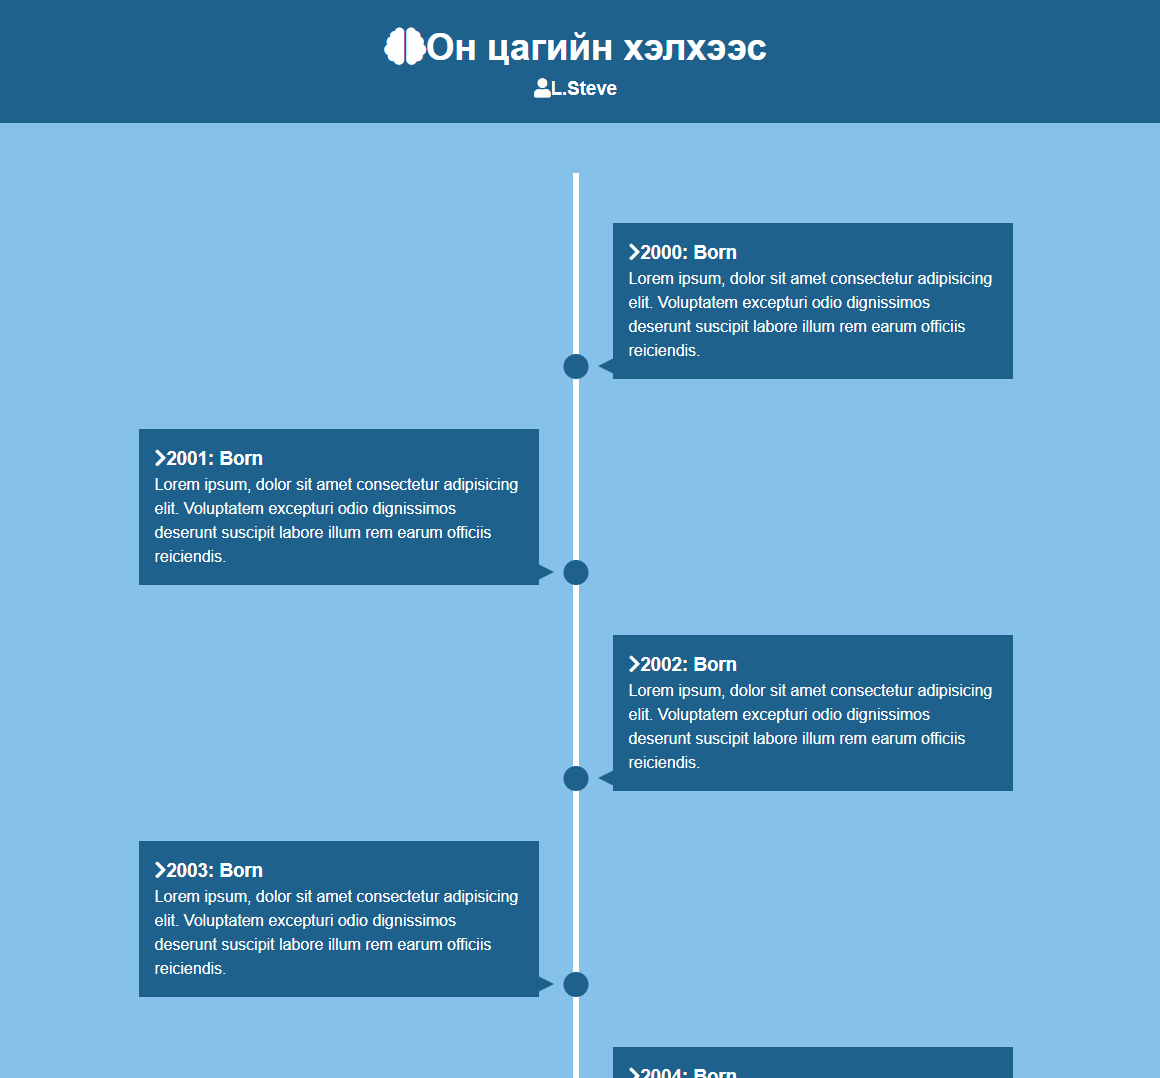 Он цагийн хэлхээс
L.Steve
2000: Born
Lorem ipsum, dolor sit amet consectetur adipisicing
elit. Voluptatem excepturi odio dignissimos
deserunt suscipit labore illum rem earum officiis
reiciendis.
2001: Born
Lorem ipsum, dolor sit amet consectetur adipisicing
elit. Voluptatem excepturi odio dignissimos
deserunt suscipit labore illum rem earum officiis
reiciendis.
2002: Born
Lorem ipsum, dolor sit amet consectetur adipisicing
elit. Voluptatem excepturi odio dignissimos
deserunt suscipit labore illum rem earum officiis
reiciendis.
2003: Born
Lorem ipsum, dolor sit amet consectetur adipisicing
elit. Voluptatem excepturi odio dignissimos
deserunt suscipit labore illum rem earum officiis
reiciendis.
2004: Born